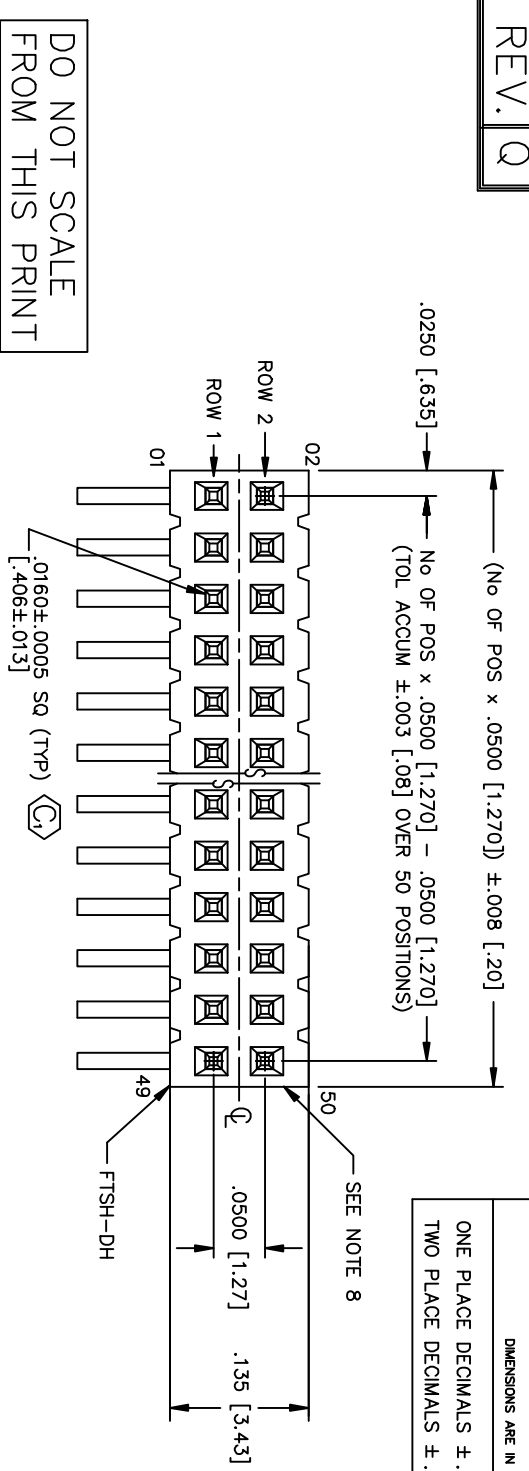 REV. Q
DO NOT SCALE
FROM THIS PRINT
(No OF POS x .0500 [1.270]) ±.008 [.20]
.0250 [.635]
No OF POS x .0500 [1.270] - .0500 [1.270]
(TOL ACCUM ±.003 [.08] OVER 50 POSITIONS)
ROW 2
ROW 1
02
01
50
49
S
S
℄
SEE NOTE 8
FTSH-DH
.0160±.0005 SQ (TYP)
[.406±.013]
C1
.0500 [1.27]
.135 [3.43]
DIMENSIONS ARE IN
ONE PLACE DECIMALS ±.
TWO PLACE DECIMALS ±.